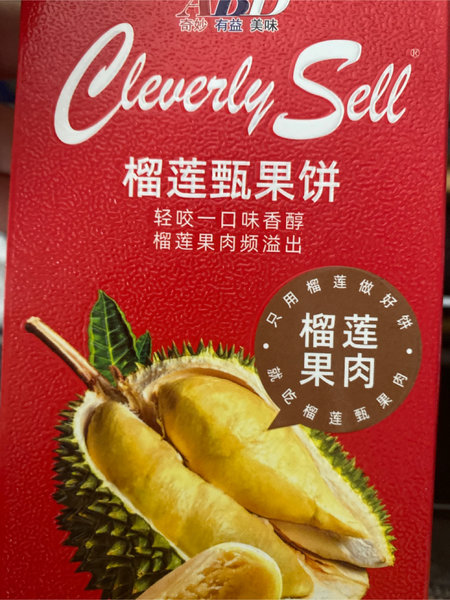 ABD
奇妙 有益 美味
Cleverly Sell®
榴莲甄果饼
轻咬一口味香醇
榴莲果肉频溢出
·只用榴莲做好饼·
榴莲
果肉
就吃榴莲甄果肉